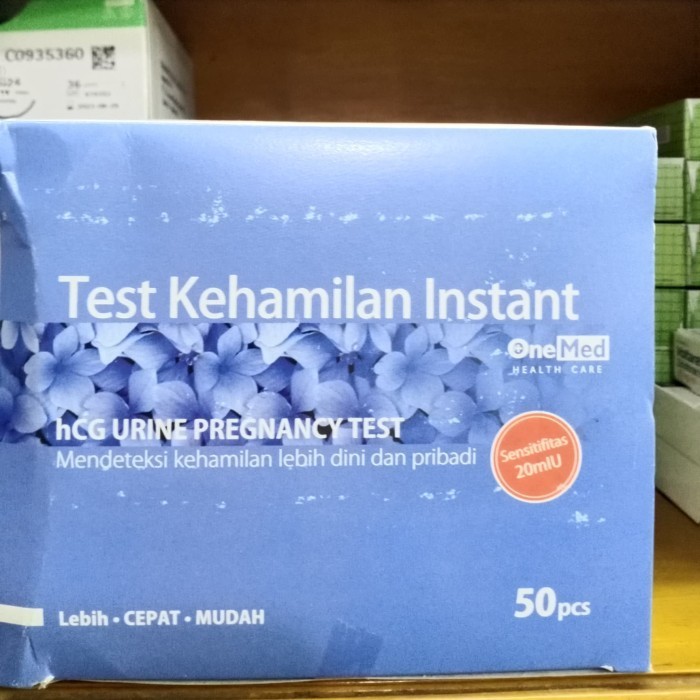 C0935360
36
Test Kehamilan Instant
OneMed
HEALTH CARE
hCG URINE PREGNANCY TEST
Mendeteksi kehamilan lebih dini dan pribadi
Sensitifitas
20mIU
50pcs
Lebih • CEPAT • MUDAH